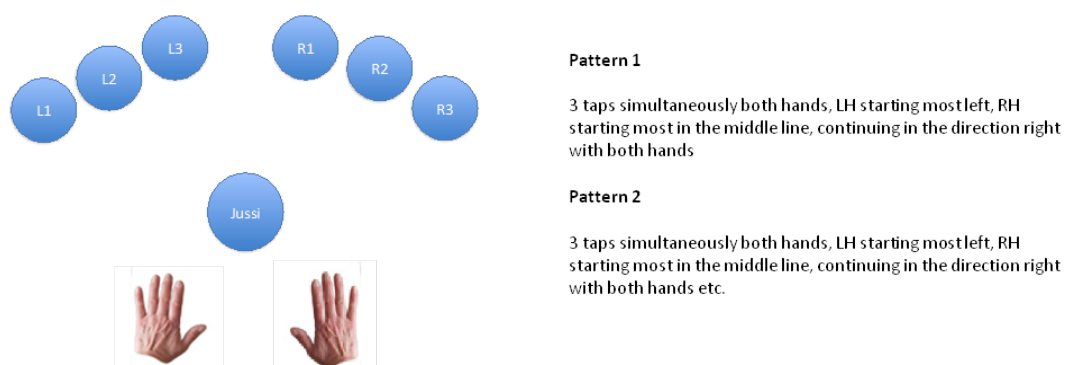 L3
R1
L2
R2
L1
R3
Jussi
Pattern 1
3 taps simultaneously both hands, LH starting most left, RH
starting most in the middle line, continuing in the direction right
with both hands
Pattern 2
3 taps simultaneously both hands, LH starting most left, RH
starting most in the middle line, continuing in the direction right
with both hands etc.